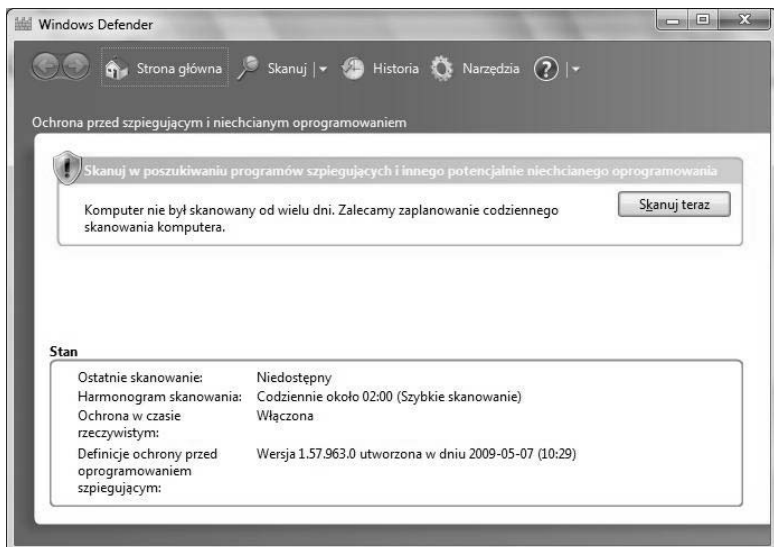 Windows Defender
Strona główna Skanuj Historia Narzędzia ?
Ochrona przed szpiegującym i niechcianym oprogramowaniem
Skanuj w poszukiwaniu programów szpiegujących i innego potencjalnie niechcianego oprogramowania
Komputer nie był skanowany od wielu dni. Zalecamy zaplanowanie codziennego
skanowania komputera.
Skanuj teraz
Stan
Ostatnie skanowanie: Niedostępny
Harmonogram skanowania: Codziennie około 02:00 (Szybkie skanowanie)
Ochrona w czasie Włączona
rzeczywistym:
Definicje ochrony przed Wersja 1.57.963.0 utworzona w dniu 2009-05-07 (10:29)
oprogramowaniem
szpiegującym: